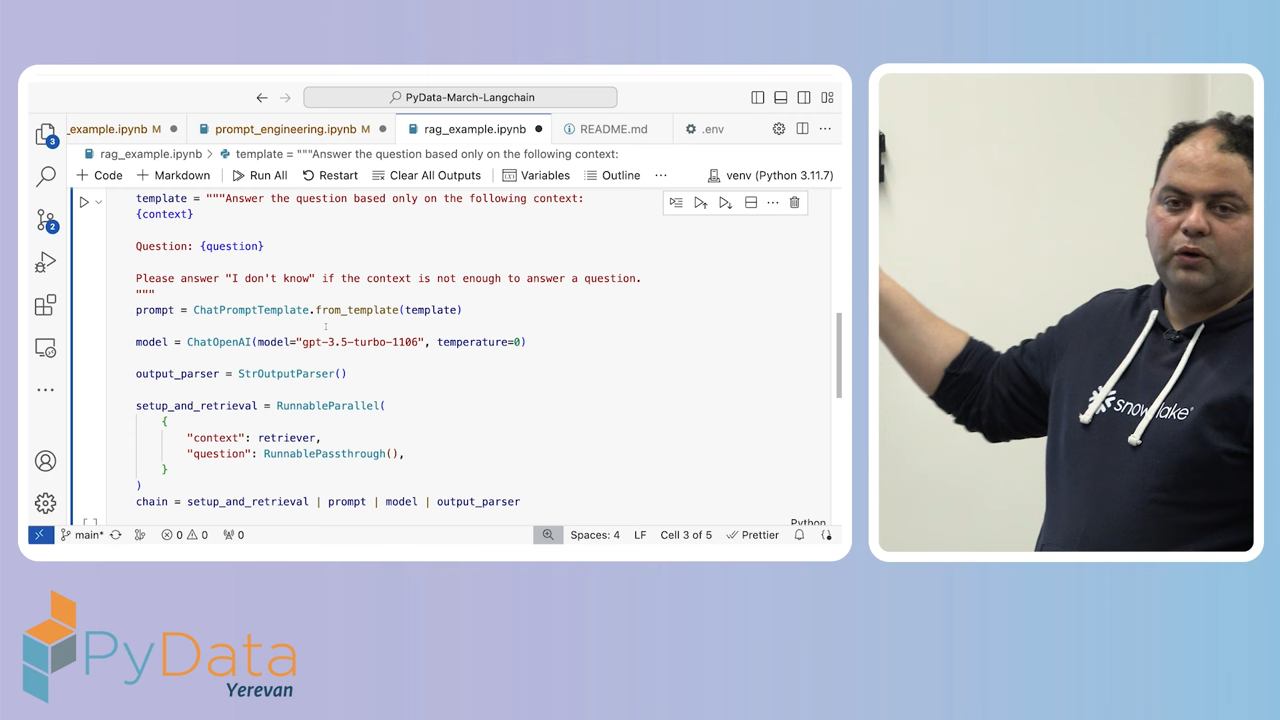 PyData-March-Langchain
_example.ipynb M
prompt_engineering.ipynb M
rag_example.ipynb
README.md
.env
rag_example.ipynb > template = """Answer the question based only on the following context:
+ Code + Markdown Run All Restart Clear All Outputs Variables Outline ... venv (Python 3.11.7)
template = """Answer the question based only on the following context:
{context}
Question: {question}
Please answer "I don't know" if the context is not enough to answer a question.
"""
prompt = ChatPromptTemplate.from_template(template)
model = ChatOpenAI(model="gpt-3.5-turbo-1106", temperature=0)
output_parser = StrOutputParser()
setup_and_retrieval = RunnableParallel(
{
"context": retriever,
"question": RunnablePassthrough(),
}
)
chain = setup_and_retrieval | prompt | model | output_parser
[ ]
Python
3
2
main* 0 0 0 Spaces: 4 LF Cell 3 of 5 Prettier
snowflake®
PyData
Yerevan